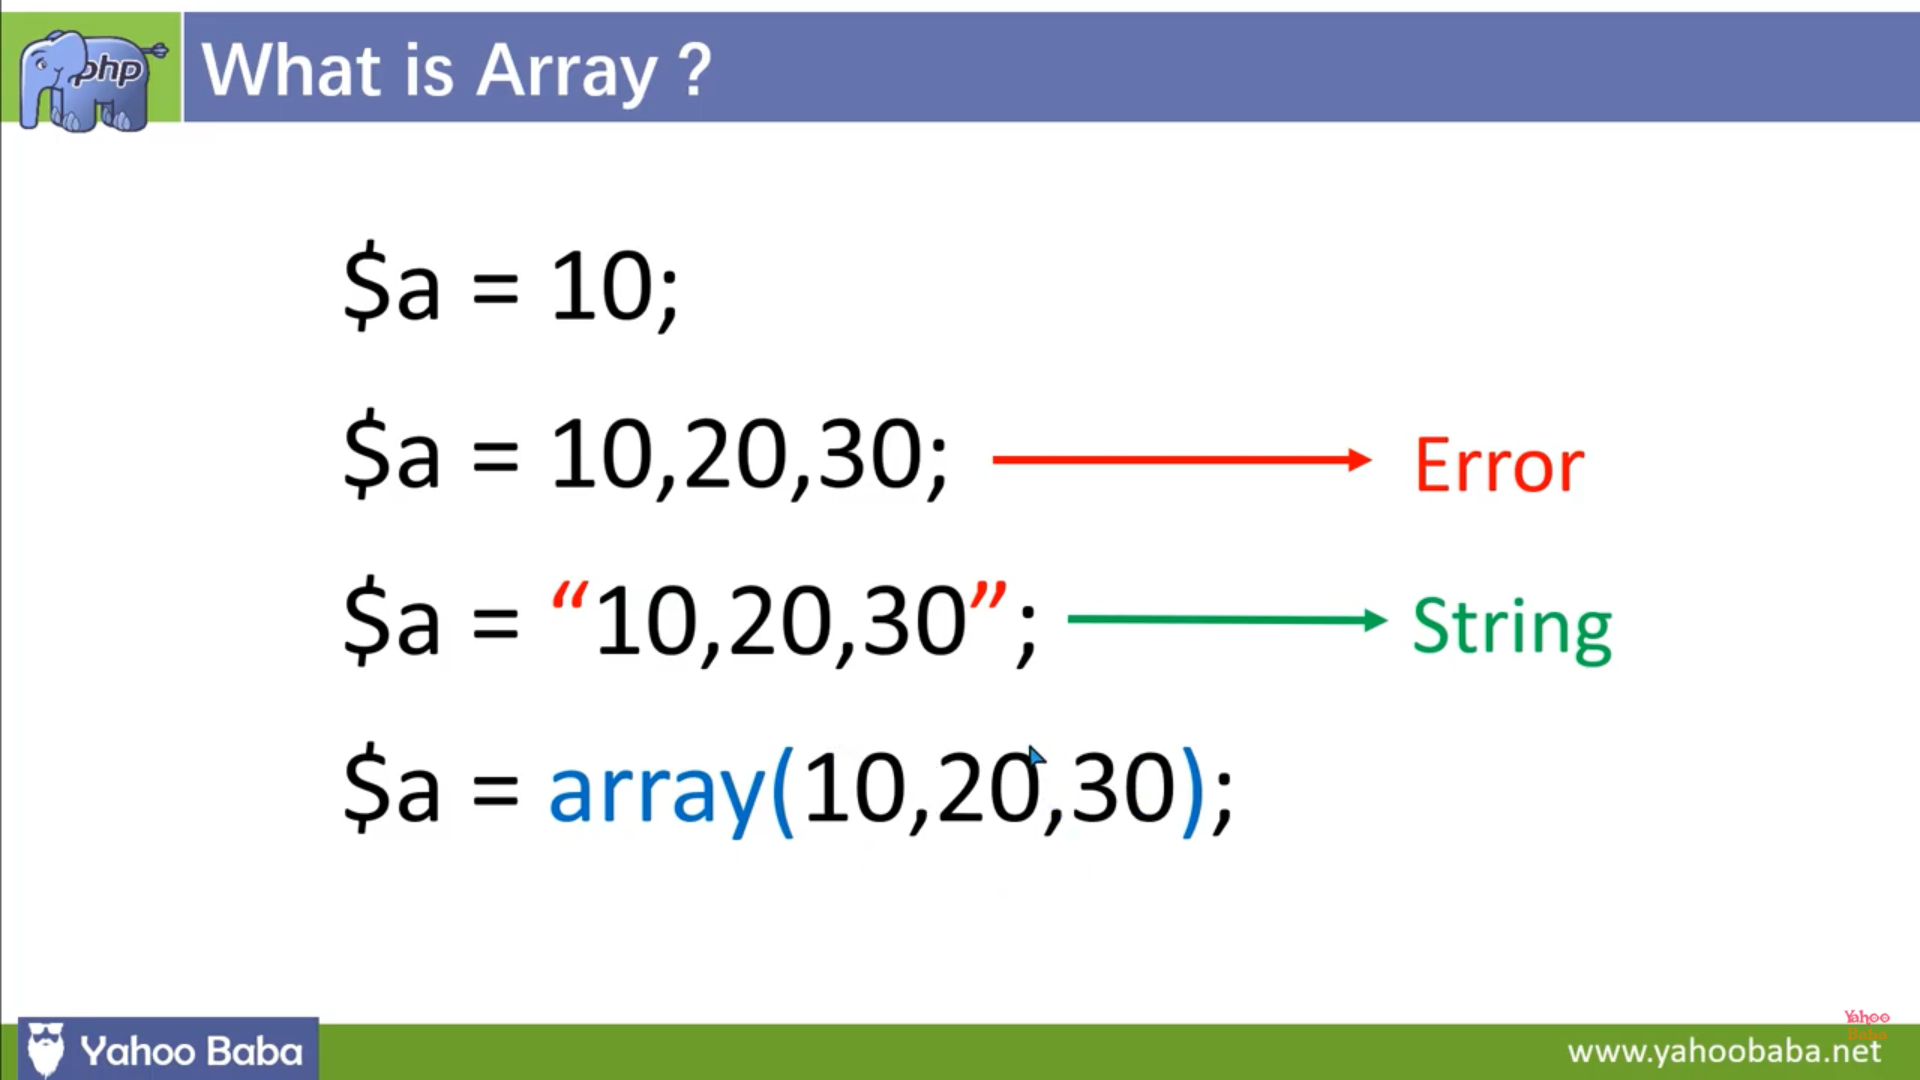 php
What is Array ?
$a = 10;
$a = 10,20,30;
Error
$a = “10,20,30”;
String
$a = array(10,20,30);
Yahoo
Baba
Yahoo Baba
www.yahoobaba.net